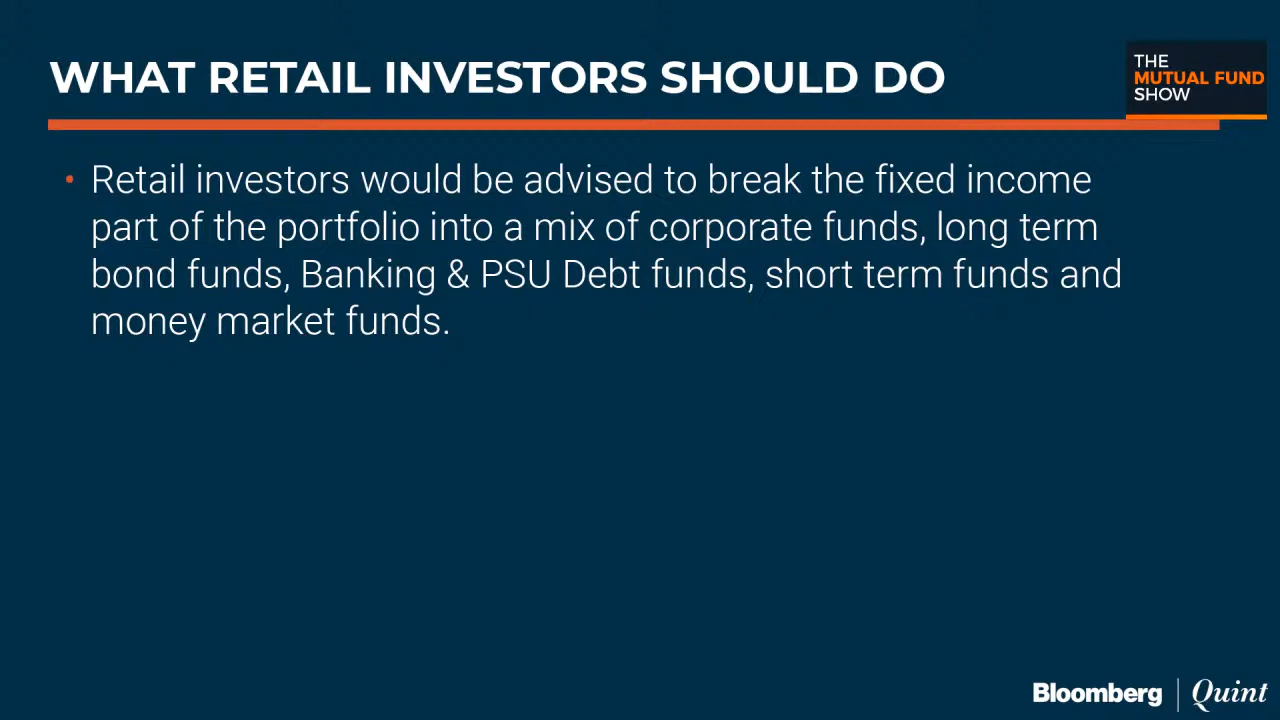 WHAT RETAIL INVESTORS SHOULD DO
THE
MUTUAL FUND
SHOW
• Retail investors would be advised to break the fixed income
part of the portfolio into a mix of corporate funds, long term
bond funds, Banking & PSU Debt funds, short term funds and
money market funds.
Bloomberg | Quint